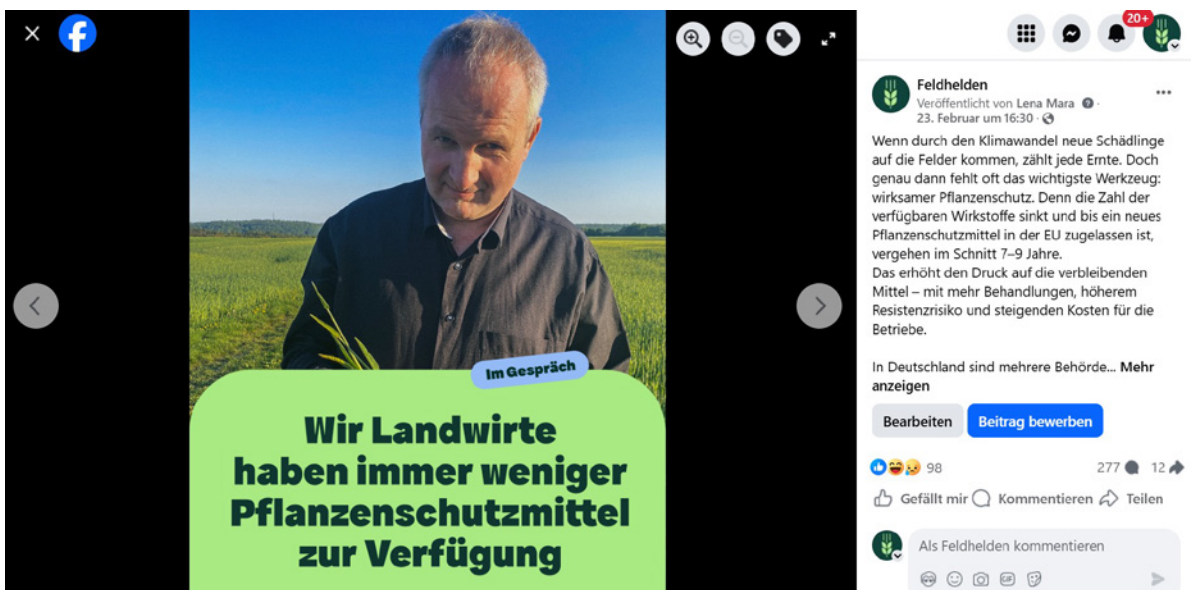 Im Gespräch
Wir Landwirte
haben immer weniger
Pflanzenschutzmittel
zur Verfügung
20+
Feldhelden
Veröffentlicht von Lena Mara
23. Februar um 16:30 ·
Wenn durch den Klimawandel neue Schädlinge
auf die Felder kommen, zählt jede Ernte. Doch
genau dann fehlt oft das wichtigste Werkzeug:
wirksamer Pflanzenschutz. Denn die Zahl der
verfügbaren Wirkstoffe sinkt und bis ein neues
Pflanzenschutzmittel in der EU zugelassen ist,
vergehen im Schnitt 7–9 Jahre.
Das erhöht den Druck auf die verbleibenden
Mittel – mit mehr Behandlungen, höherem
Resistenzrisiko und steigenden Kosten für die
Betriebe.
In Deutschland sind mehrere Behörde... Mehr
anzeigen
Bearbeiten
Beitrag bewerben
98
277
12
Gefällt mir
Kommentieren
Teilen
Als Feldhelden kommentieren
GIF